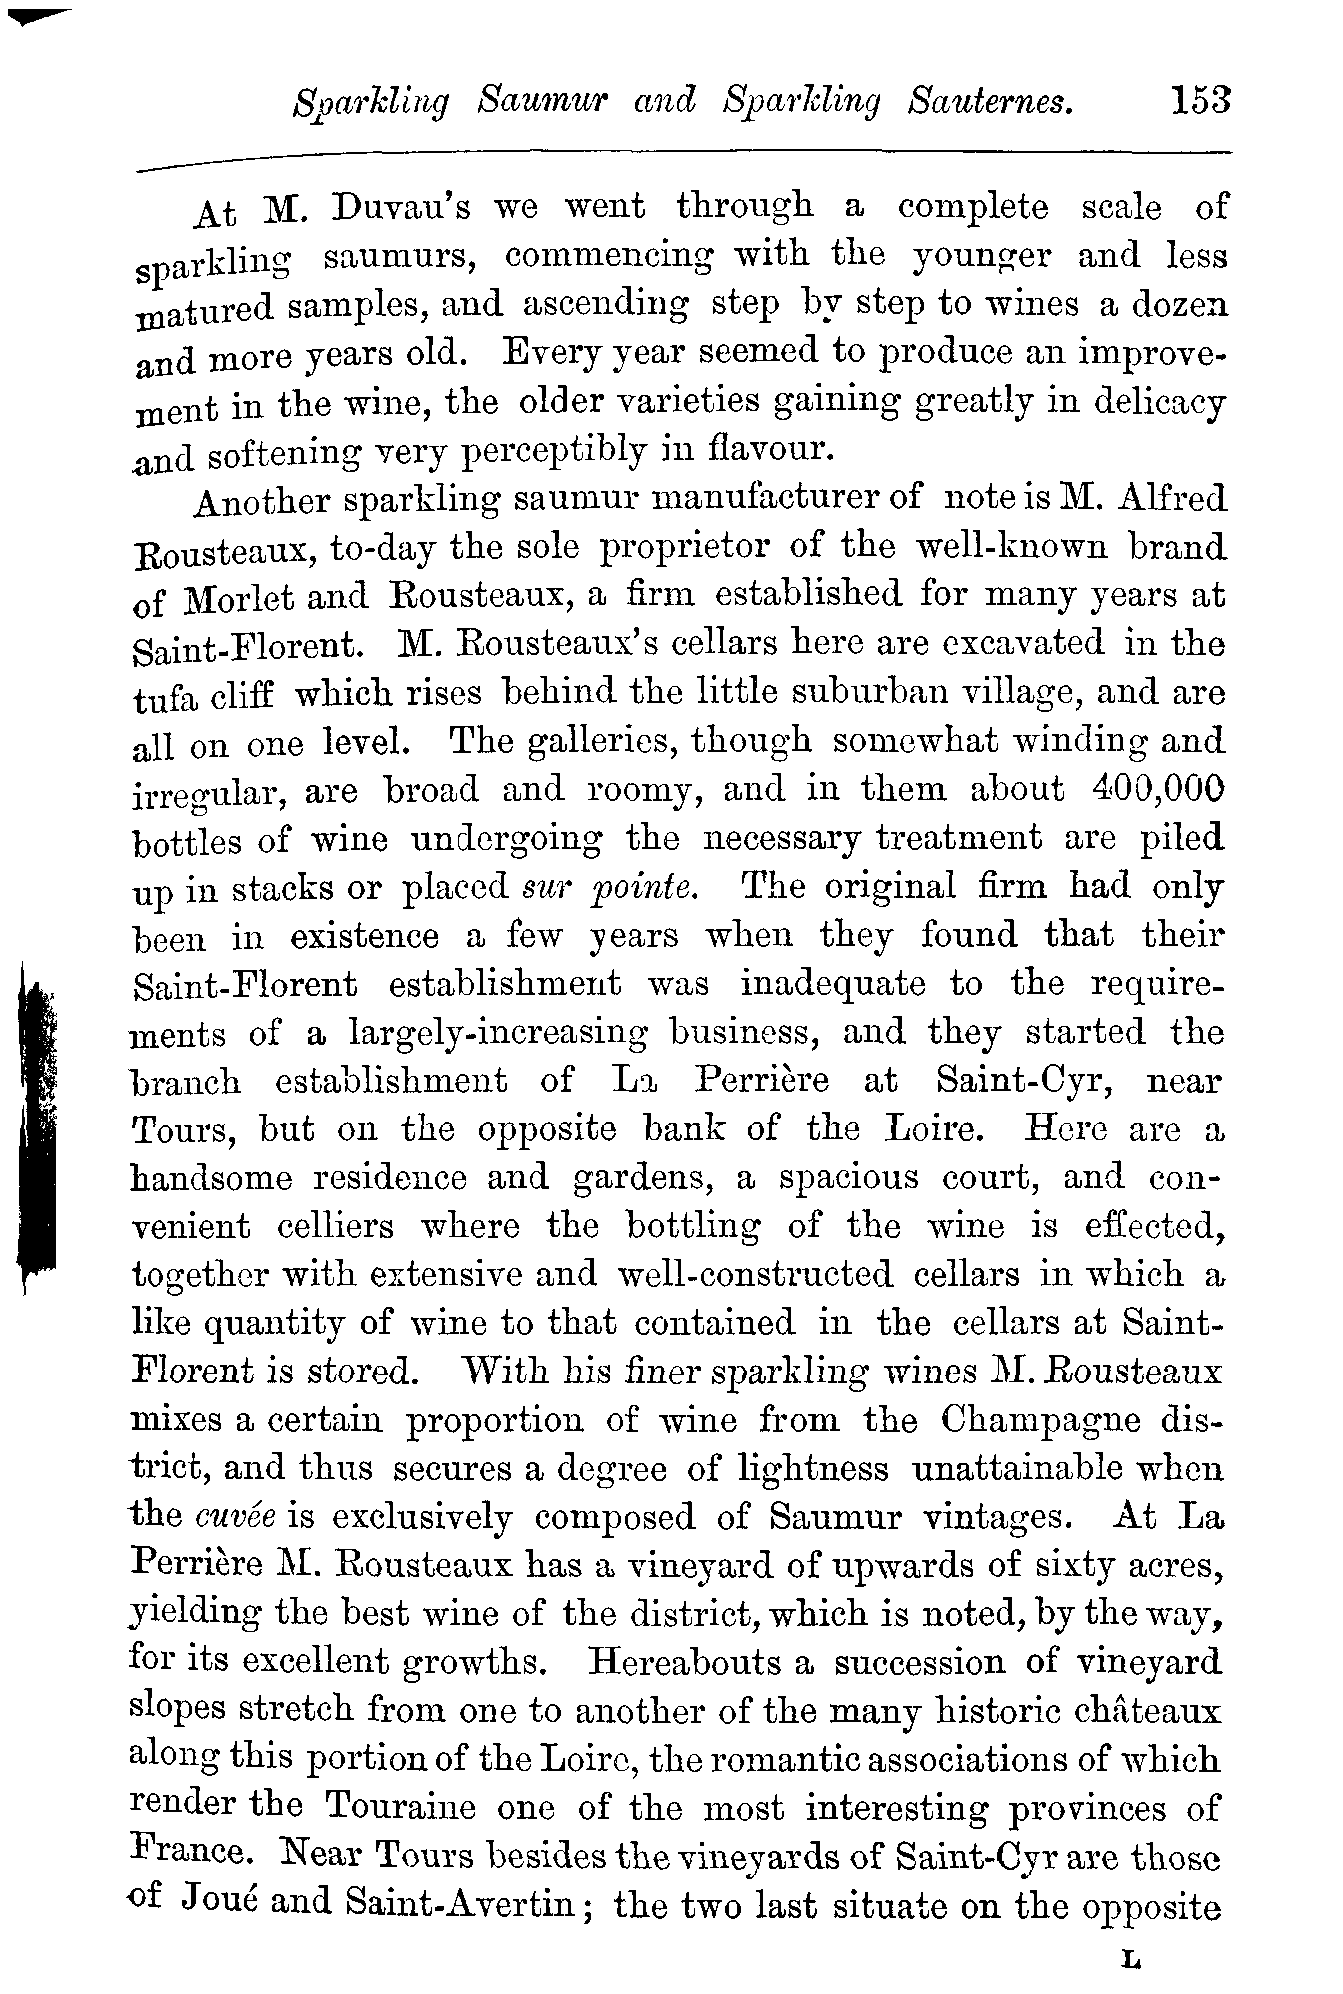 Sparkling Saumur and Sparkling Sauternes. 153
At M. Duvau's we went through a complete scale of
sparkling saumurs, commencing with the younger and less
matured samples, and ascending step by step to wines a dozen
and more years old. Every year seemed to produce an improve-
ment in the wine, the older varieties gaining greatly in delicacy
and softening very perceptibly in flavour.
Another sparkling saumur manufacturer of note is M. Alfred
Rousteaux, to-day the sole proprietor of the well-known brand
of Morlet and Rousteaux, a firm established for many years at
Saint-Florent. M. Rousteaux's cellars here are excavated in the
tufa cliff which rises behind the little suburban village, and are
all on one level. The galleries, though somewhat winding and
irregular, are broad and roomy, and in them about 400,000
bottles of wine undergoing the necessary treatment are piled
up in stacks or placed sur pointe. The original firm had only
been in existence a few years when they found that their
Saint-Florent establishment was inadequate to the require-
ments of a largely-increasing business, and they started the
branch establishment of La Perrière at Saint-Cyr, near
Tours, but on the opposite bank of the Loire. Here are a
handsome residence and gardens, a spacious court, and con-
venient celliers where the bottling of the wine is effected,
together with extensive and well-constructed cellars in which a
like quantity of wine to that contained in the cellars at Saint-
Florent is stored. With his finer sparkling wines M. Rousteaux
mixes a certain proportion of wine from the Champagne dis-
trict, and thus secures a degree of lightness unattainable when
the cuvée is exclusively composed of Saumur vintages. At La
Perrière M. Rousteaux has a vineyard of upwards of sixty acres,
yielding the best wine of the district, which is noted, by the way,
for its excellent growths. Hereabouts a succession of vineyard
slopes stretch from one to another of the many historic châteaux
along this portion of the Loire, the romantic associations of which
render the Touraine one of the most interesting provinces of
France. Near Tours besides the vineyards of Saint-Cyr are those
of Joué and Saint-Avertin; the two last situate on the opposite
L